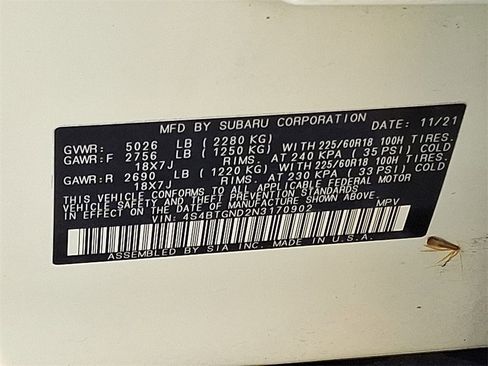 MFD BY SUBARU CORPORATION DATE: 11/21
GVWR: 5026 LB ( 2280 KG)
GAWR:F 2756 LB ( 1250 KG) WITH 225/60R18 100H TIRES.
18X7J RIMS. AT 240 KPA ( 35 PSI) COLD
GAWR:R 2690 LB ( 1220 KG) WITH 225/60R18 100H TIRES.
18X7J RIMS. AT 230 KPA ( 33 PSI) COLD
THIS VEHICLE CONFORMS TO ALL APPLICABLE FEDERAL MOTOR
VEHICLE SAFETY AND THEFT PREVENTION STANDARDS
IN EFFECT ON THE DATE OF MANUFACTURE SHOWN ABOVE.
VIN: 4S4BTGND2N3170902 MPV
ASSEMBLED BY SIA INC. MADE IN U.S.A.